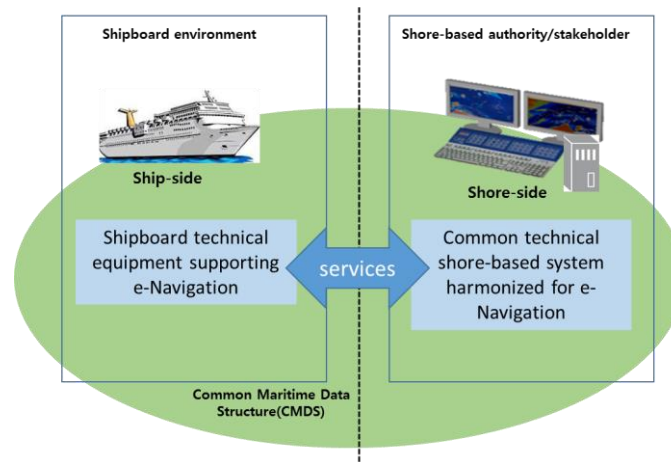 Shipboard environment
Shore-based authority/stakeholder
Ship-side
Shore-side
Shipboard technical
equipment supporting
e-Navigation
services
Common technical
shore-based system
harmonized for e-
Navigation
Common Maritime Data
Structure(CMDS)